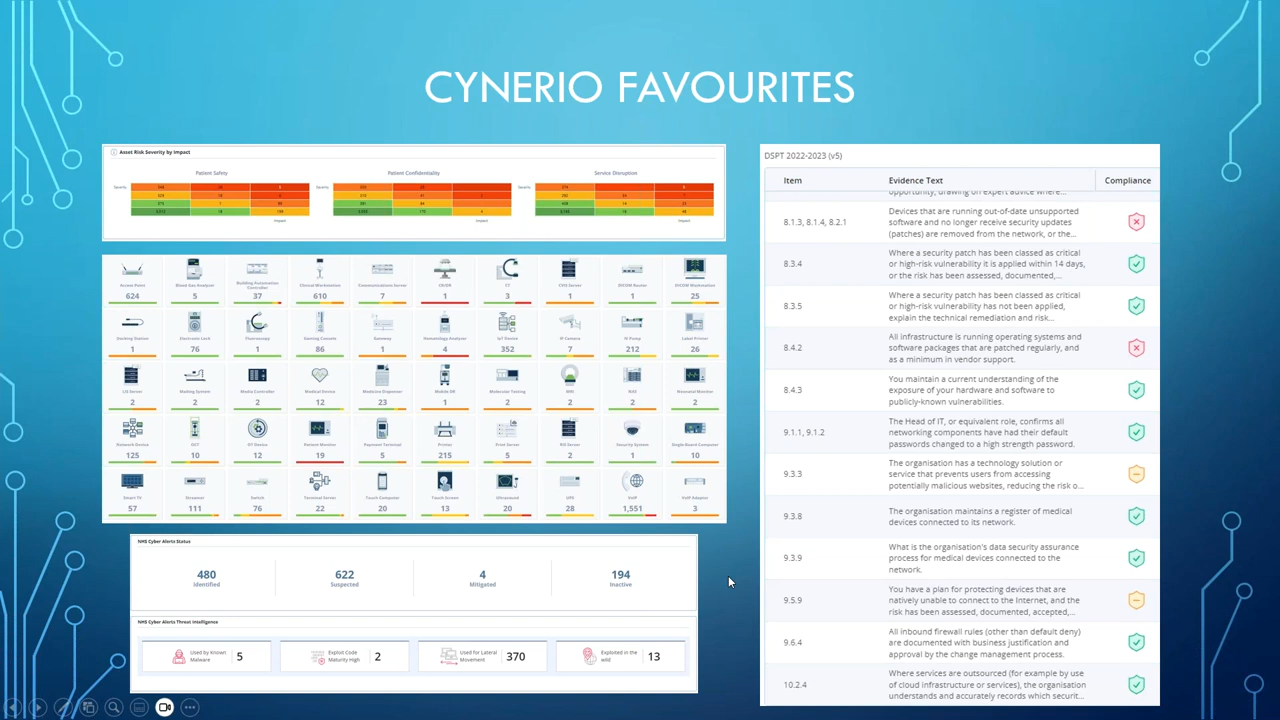 CYNERIO FAVOURITES
Asset Risk Severity by Impact
Patient Safety
Patient Confidentiality
Service Disruption
Severity
Severity
Severity
Impact
Impact
Impact
Access Point
Blood Gas Analyzer
Building Automation Controller
Clinical Workstation
Communications Server
CR/DR
CT
CVIS Server
DICOM Router
DICOM Workstation
624
5
37
610
7
1
3
1
1
25
Docking Station
Electronic Lock
Fluoroscopy
Gaming Console
Gateway
Hematology Analyzer
IoT Device
IP Camera
IV Pump
Label Printer
1
76
1
86
1
4
352
7
212
26
LIS Server
Mailing System
Media Controller
Medical Device
Medicine Dispenser
Mobile DR
Molecular Testing
MRI
NAS
Neonatal Monitor
2
2
2
12
23
1
2
2
2
2
Network Device
OCT
OT Device
Patient Monitor
Payment Terminal
Printer
Print Server
RIS Server
Security System
Single-Board Computer
125
10
12
19
5
215
5
2
1
10
Smart TV
Streamer
Switch
Terminal Server
Touch Computer
Touch Screen
Ultrasound
UPS
VoIP
VoIP Adapter
57
111
76
22
20
13
20
28
1,551
3
NHS Cyber Alerts Status
480
622
4
194
Identified
Suspected
Mitigated
Inactive
NHS Cyber Alerts Threat Intelligence
Used by Known
Malware
5
Exploit Code
Maturity High
2
Used for Lateral
Movement
370
Exploited in the
wild
13
DSPT 2022-2023 (v5)
Item Evidence Text Compliance
opportunity, drawing on expert advice where...
8.1.3, 8.1.4, 8.2.1
Devices that are running out-of-date unsupported
software and no longer receive security updates
(patches) are removed from the network, or the...
8.3.4
Where a security patch has been classed as critical
or high-risk vulnerability it is applied within 14 days,
or the risk has been assessed, documented,...
8.3.5
Where a security patch has been classed as critical
or high-risk vulnerability has not been applied,
explain the technical remediation and risk...
8.4.2
All infrastructure is running operating systems and
software packages that are patched regularly, and
as a minimum in vendor support.
8.4.3
You maintain a current understanding of the
exposure of your hardware and software to
publicly-known vulnerabilities.
9.1.1, 9.1.2
The Head of IT, or equivalent role, confirms all
networking components have had their default
passwords changed to a high strength password.
9.3.3
The organisation has a technology solution or
service that prevents users from accessing
potentially malicious websites, reducing the risk o...
9.3.8
The organisation maintains a register of medical
devices connected to its network.
9.3.9
What is the organisation's data security assurance
process for medical devices connected to the
network.
9.5.9
You have a plan for protecting devices that are
natively unable to connect to the Internet, and the
risk has been assessed, documented, accepted,...
9.6.4
All inbound firewall rules (other than default deny)
are documented with business justification and
approval by the change management process.
10.2.4
Where services are outsourced (for example by use
of cloud infrastructure or services), the organisation
understands and accurately records which securit...